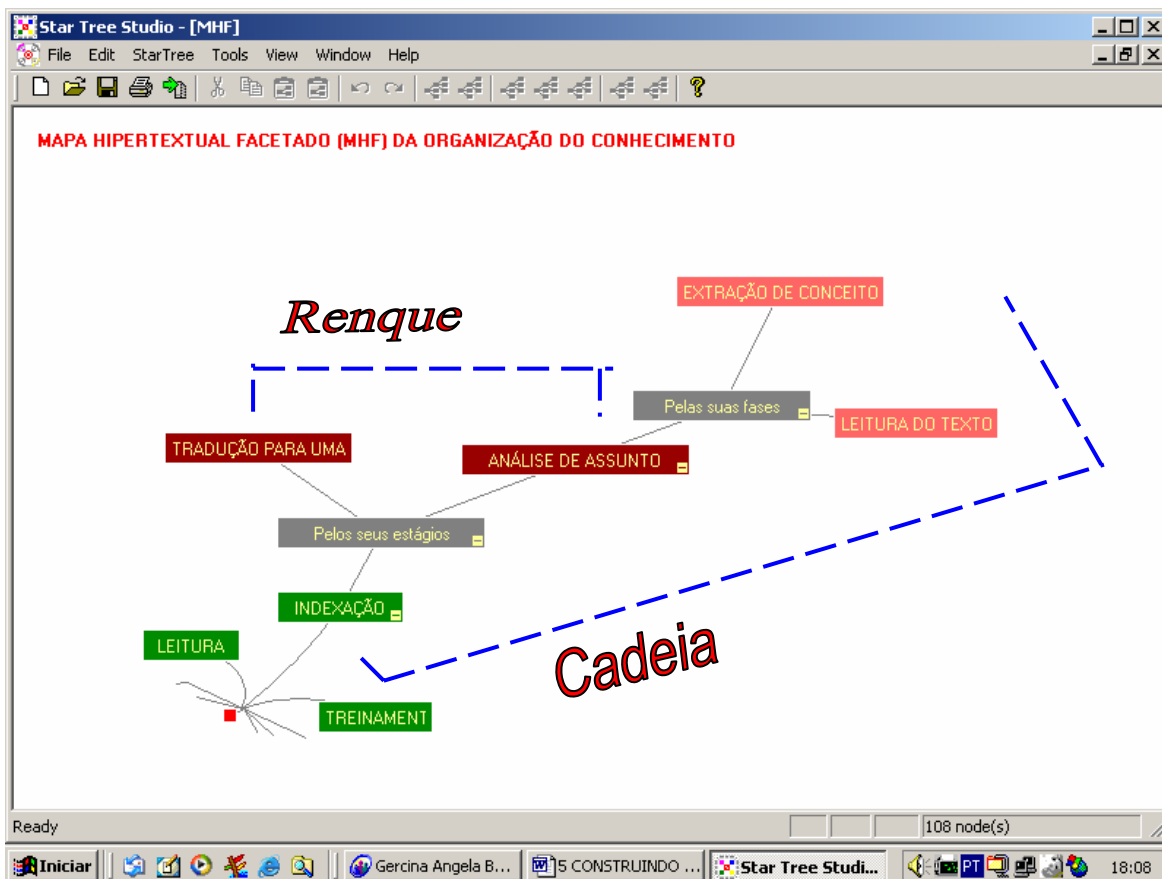 Star Tree Studio - [MHF]
File Edit StarTree Tools View Window Help
MAPA HIPERTEXTUAL FACETADO (MHF) DA ORGANIZAÇÃO DO CONHECIMENTO
EXTRAÇÃO DE CONCEITO
Renque
Pelas suas fases
LEITURA DO TEXTO
TRADUÇÃO PARA UMA
ANÁLISE DE ASSUNTO
Pelos seus estágios
INDEXAÇÃO
LEITURA
Cadeia
TREINAMENT
Ready
108 node(s)
Iniciar
Gercina Angela B...
5 CONSTRUINDO ...
Star Tree Studi...
PT
18:08